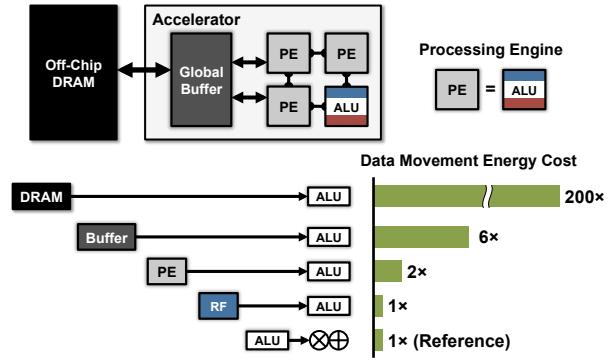 Accelerator
Off-Chip
DRAM
Global
Buffer
PE
PE
PE
ALU
Processing Engine
PE = ALU
Data Movement Energy Cost
DRAM ALU 200×
Buffer ALU 6×
PE ALU 2×
RF ALU 1×
ALU 1× (Reference)